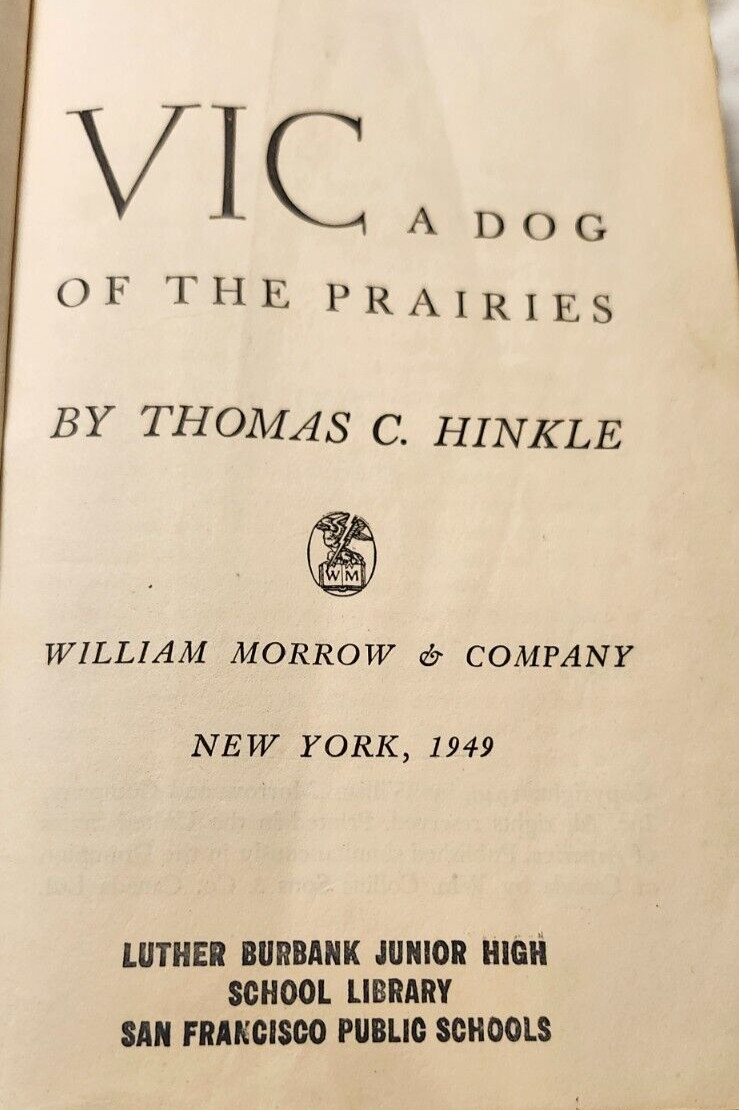 VIC A DOG
OF THE PRAIRIES
BY THOMAS C. HINKLE
W M
WILLIAM MORROW & COMPANY
NEW YORK, 1949
LUTHER BURBANK JUNIOR HIGH
SCHOOL LIBRARY
SAN FRANCISCO PUBLIC SCHOOLS